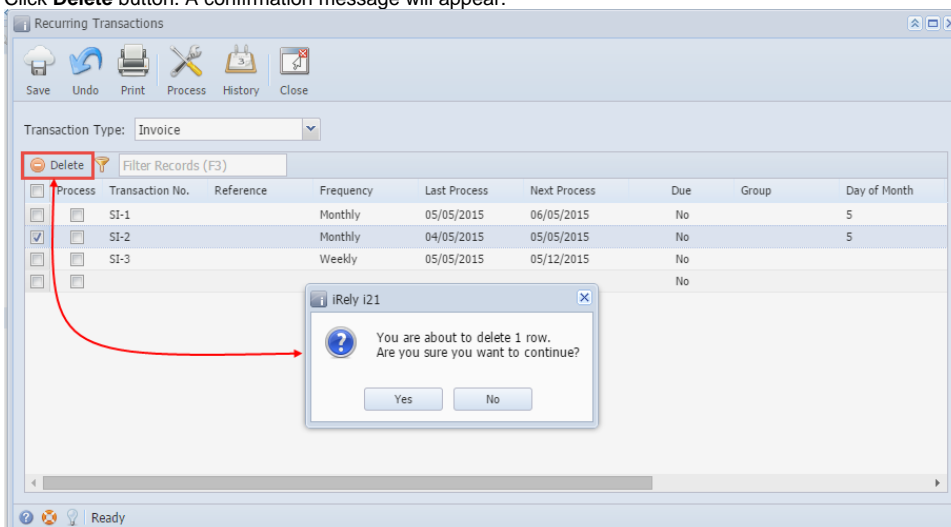 Click Delete button. A confirmation message will appear.
Recurring Transactions
Save Undo Print Process History Close
Transaction Type: Invoice
Delete Filter Records (F3)
Process Transaction No. Reference Frequency Last Process Next Process Due Group Day of Month
SI-1 Monthly 05/05/2015 06/05/2015 No 5
SI-2 Monthly 04/05/2015 05/05/2015 No 5
SI-3 Weekly 05/05/2015 05/12/2015 No
No
iRely i21
You are about to delete 1 row.
Are you sure you want to continue?
Yes No
Ready